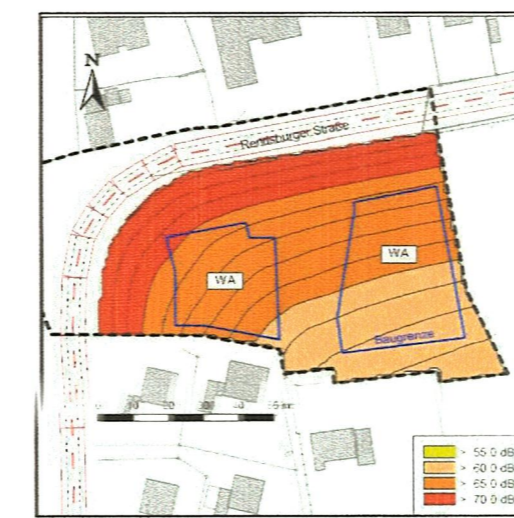 N
Rendsburger Straße
WA
WA
Baugrenze
> 55.0 dB
> 60.0 dB
> 65.0 dB
> 70.0 dB